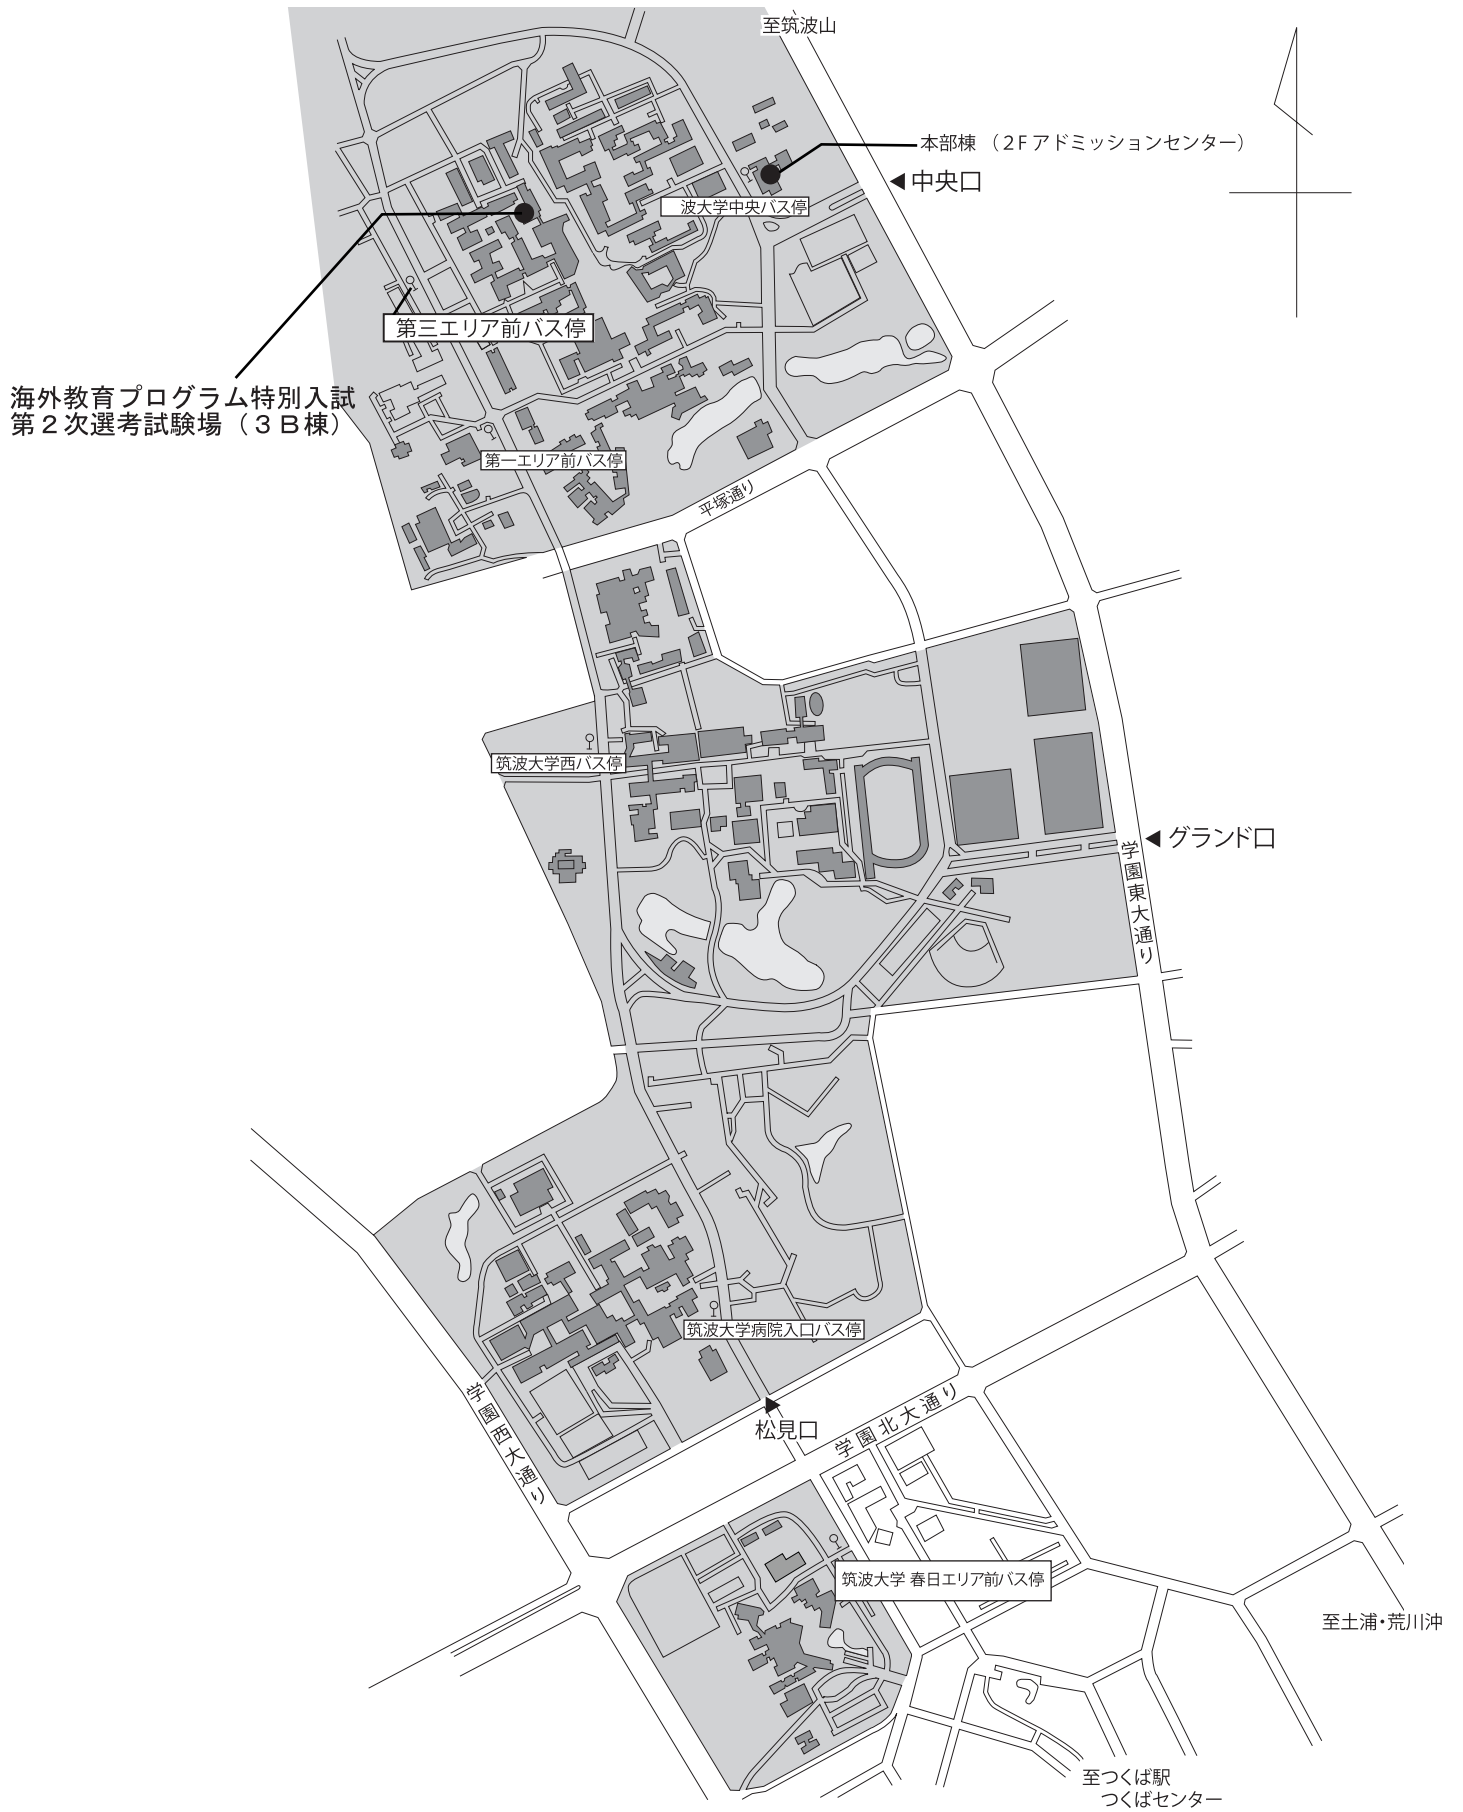 至筑波山
本部棟 （２F アドミッションセンター）
◀中央口
波大学中央バス停
第三エリア前バス停
海外教育プログラム特別入試
第２次選考試験場（３Ｂ棟）
第一エリア前バス停
平塚通り
筑波大学西バス停
◀グランド口
学園東大通り
筑波大学病院入口バス停
学園西大通り
松見口
学園北大通り
筑波大学 春日エリア前バス停
至土浦・荒川沖
至つくば駅
つくばセンター